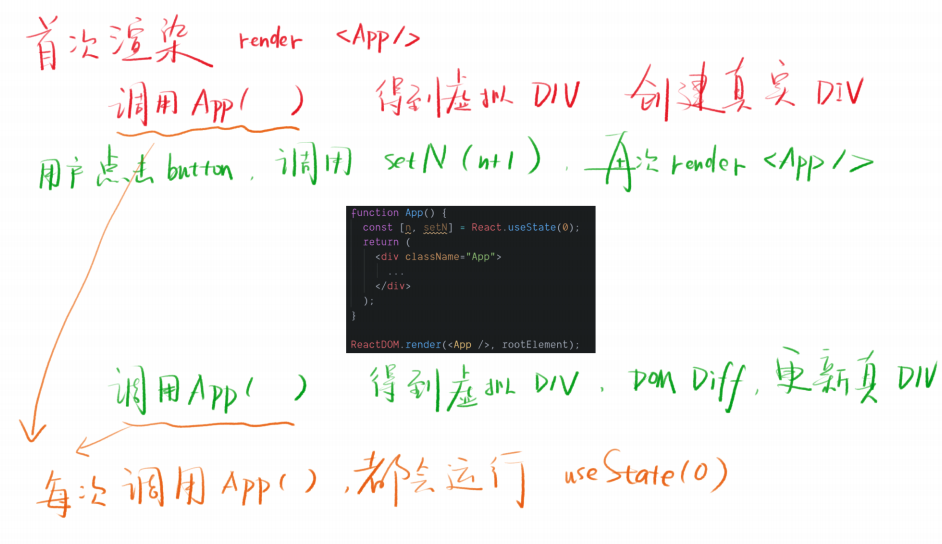 首次渲染 render <App/>
调用App( ) 得到虚拟 DIV 创建真实 DIV
用户点击 button, 调用 setN(n+1), 再次 render <App/>
function App() {
const [n, setN] = React.useState(0);
return (
<div className="App">
...
</div>
);
}
ReactDOM.render(<App />, rootElement);
调用App( ) 得到虚拟 DIV, DOM Diff, 更新真 DIV
每次调用 App(), 都会运行 useState(0)